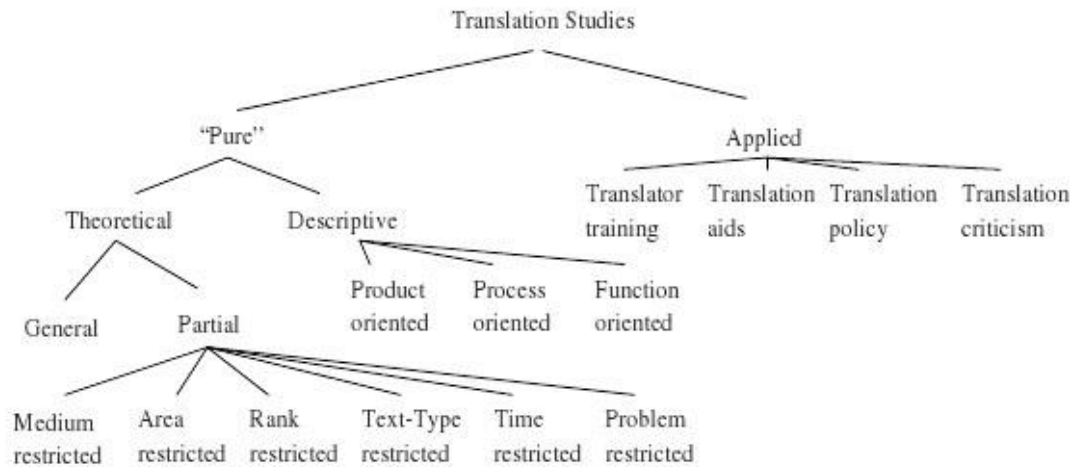 Translation Studies
“Pure”
Applied
Translator Translation Translation Translation
training aids policy criticism
Theoretical Descriptive
Product Process Function
oriented oriented oriented
General Partial
Medium Area Rank Text-Type Time Problem
restricted restricted restricted restricted restricted restricted